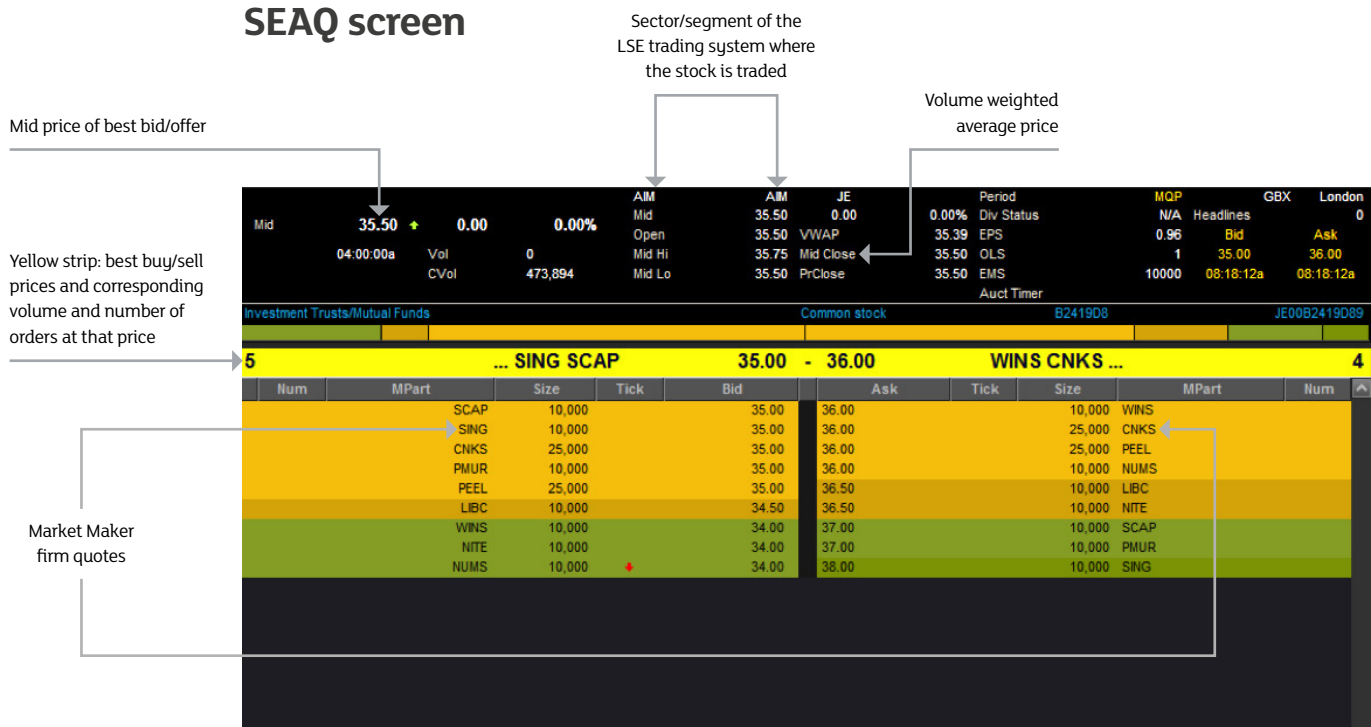 SEAQ screen
Sector/segment of the
LSE trading system where
the stock is traded
Volume weighted
average price
Mid price of best bid/offer
Yellow strip: best buy/sell
prices and corresponding
volume and number of
orders at that price
Market Maker
firm quotes
AIM AIM JE Period MQP GBX London
Mid 35.50 0.00 0.00% Mid 35.50 0.00 0.00% Div Status N/A Headlines 0
Open 35.50 VWAP 35.39 EPS 0.96 Bid Ask
04:00:00a Vol 0 Mid Hi 35.75 Mid Close 35.50 OLS 1 35.00 36.00
CVol 473,894 Mid Lo 35.50 PrClose 35.50 EMS 10000 08:18:12a 08:18:12a
Auct Timer
Investment Trusts/Mutual Funds Common stock B2419D8 JE00B2419D89
5 ... SING SCAP 35.00 - 36.00 WINS CNKS ... 4
Num MPart Size Tick Bid Ask Tick Size MPart Num
SCAP 10,000 35.00 36.00 10,000 WINS
SING 10,000 35.00 36.00 25,000 CNKS
CNKS 25,000 35.00 36.00 25,000 PEEL
PMUR 10,000 35.00 36.00 10,000 NUMS
PEEL 25,000 35.00 36.50 10,000 LIBC
LIBC 10,000 34.50 36.50 10,000 NITE
WINS 10,000 34.00 37.00 10,000 SCAP
NITE 10,000 34.00 37.00 10,000 PMUR
NUMS 10,000 34.00 38.00 10,000 SING